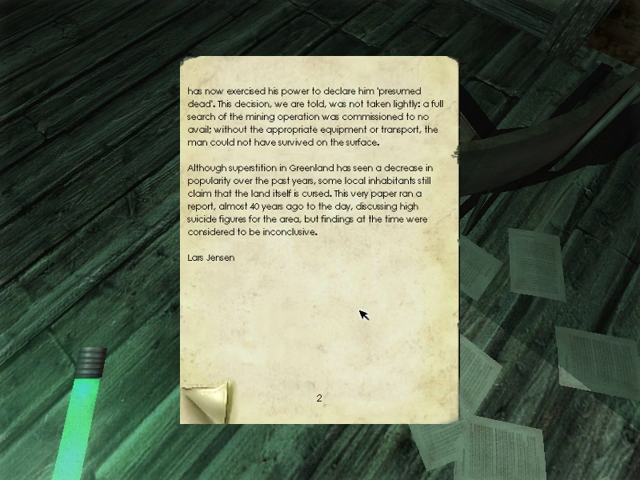 has now exercised his power to declare him 'presumed
dead'. This decision, we are told, was not taken lightly: a full
search of the mining operation was commissioned to no
avail; without the appropriate equipment or transport, the
man could not have survived on the surface.
Although superstition in Greenland has seen a decrease in
popularity over the past years, some local inhabitants still
claim that the land itself is cursed. This very paper ran a
report, almost 40 years ago to the day, discussing high
suicide figures for the area, but findings at the time were
considered to be inconclusive.
Lars Jensen
2